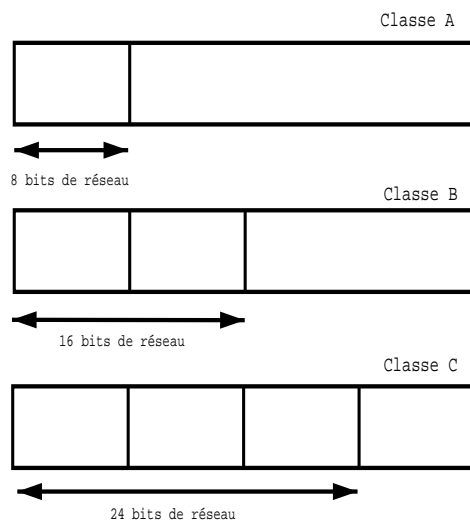 Classe A
8 bits de réseau
Classe B
16 bits de réseau
Classe C
24 bits de réseau